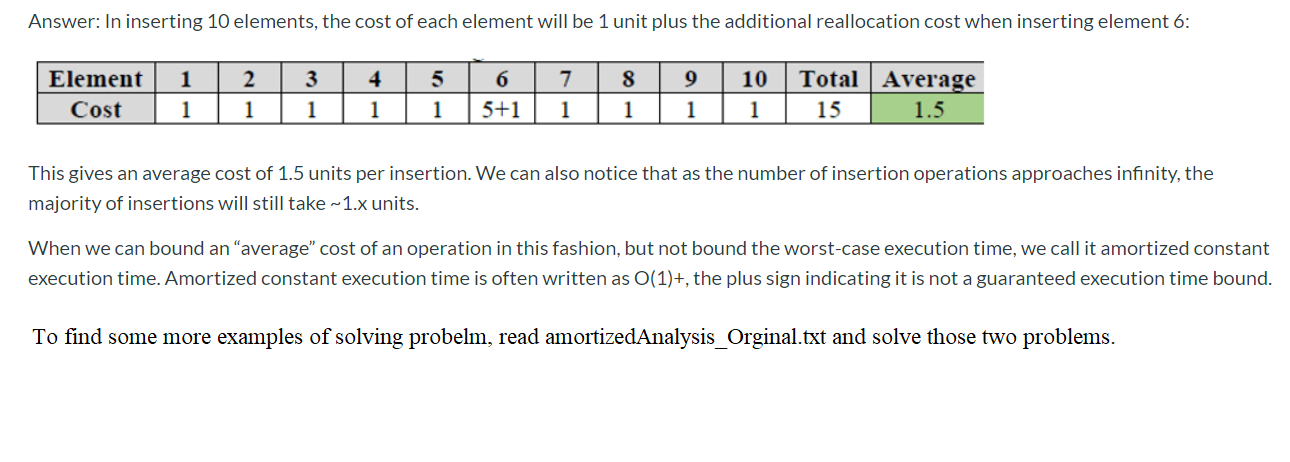 Answer: In inserting 10 elements, the cost of each element will be 1 unit plus the additional reallocation cost when inserting element 6:
Element 1 2 3 4 5 6 7 8 9 10 Total Average
Cost 1 1 1 1 1 5+1 1 1 1 1 15 1.5
This gives an average cost of 1.5 units per insertion. We can also notice that as the number of insertion operations approaches infinity, the
majority of insertions will still take ~1.x units.
When we can bound an “average” cost of an operation in this fashion, but not bound the worst-case execution time, we call it amortized constant
execution time. Amortized constant execution time is often written as O(1)+, the plus sign indicating it is not a guaranteed execution time bound.
To find some more examples of solving probelm, read amortizedAnalysis_Orginal.txt and solve those two problems.